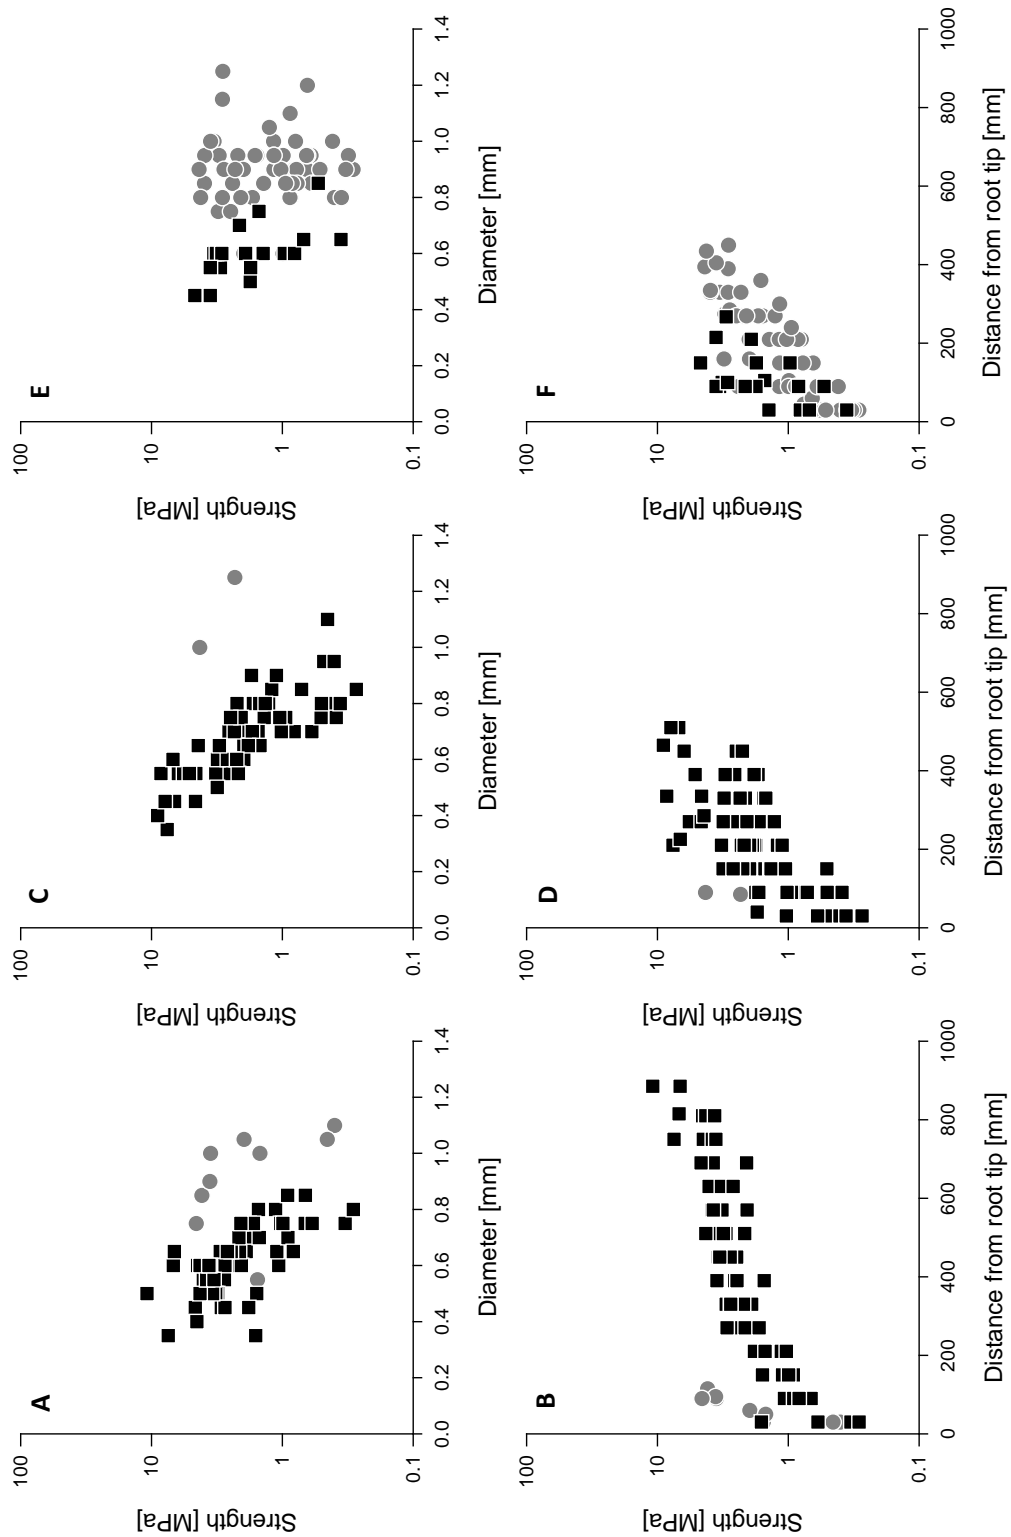 A
100
10
1
0.1
Strength [MPa]
0.0 0.2 0.4 0.6 0.8 1.0 1.2 1.4
Diameter [mm]
C
100
10
1
0.1
Strength [MPa]
0.0 0.2 0.4 0.6 0.8 1.0 1.2 1.4
Diameter [mm]
E
100
10
1
0.1
Strength [MPa]
0.0 0.2 0.4 0.6 0.8 1.0 1.2 1.4
Diameter [mm]
B
100
10
1
0.1
Strength [MPa]
0 200 400 600 800 1000
Distance from root tip [mm]
D
100
10
1
0.1
Strength [MPa]
0 200 400 600 800 1000
Distance from root tip [mm]
F
100
10
1
0.1
Strength [MPa]
0 200 400 600 800 1000
Distance from root tip [mm]